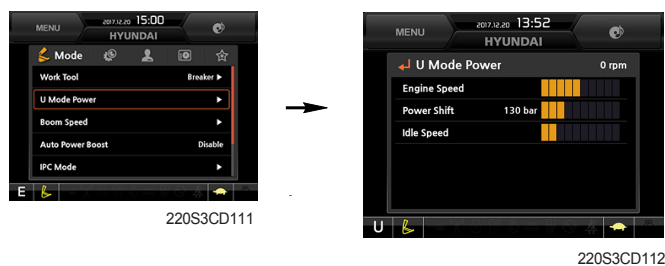 MENU
2017.12.20 15:00
HYUNDAI
Mode
Work Tool Breaker ▶
U Mode Power ▶
Boom Speed ▶
Auto Power Boost Disable
IPC Mode ▶
E
220S3CD111
MENU
2017.12.20 13:52
HYUNDAI
U Mode Power 0 rpm
Engine Speed
Power Shift 130 bar
Idle Speed
U
220S3CD112